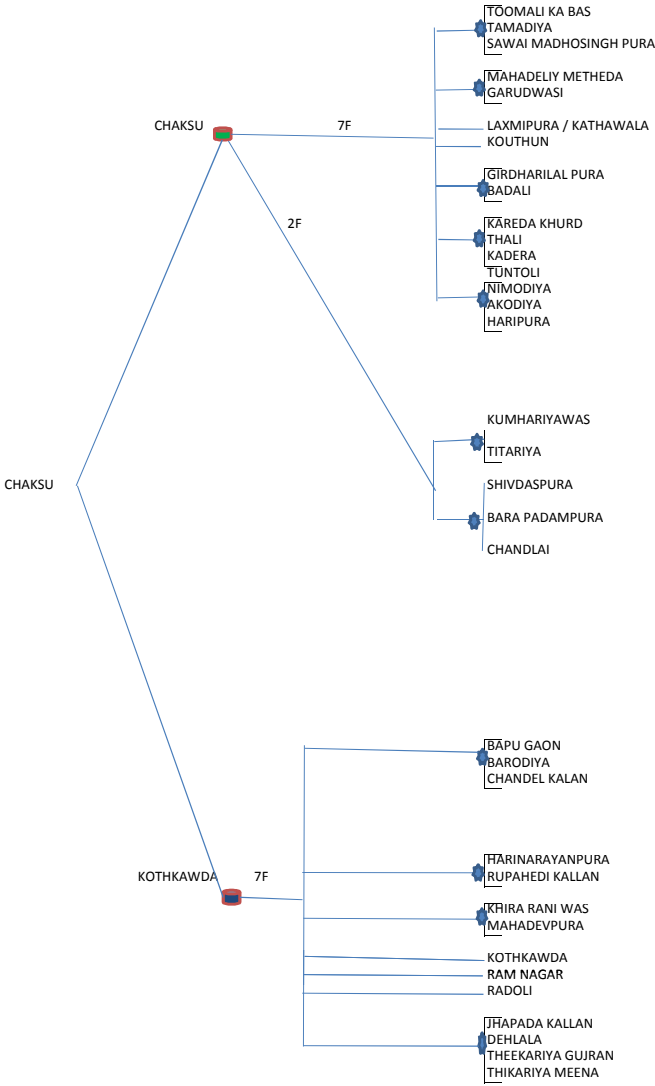 TOOMALI KA BAS
TAMADIYA
SAWAI MADHOSINGH PURA
MAHADELIY METHEDA
GARUDWASI
CHAKSU
7F
LAXMIPURA / KATHAWALA
KOUTHUN
GIRDHARILAL PURA
BADALI
2F
KAREDA KHURD
THALI
KADERA
TUNTOLI
NIMODIYA
AKODIYA
HARIPURA
KUMHARIYAWAS
TITARIYA
CHAKSU
SHIVDASPURA
BARA PADAMPURA
CHANDLAI
BAPU GAON
BARODIYA
CHANDEL KALAN
HARINARAYANPURA
KOTHKAWDA
7F
RUPAHEDI KALLAN
KHIRA RANI WAS
MAHADEVPURA
KOTHKAWDA
RAM NAGAR
RADOLI
JHAPADA KALLAN
DEHLALA
THEEKARIYA GUJRAN
THIKARIYA MEENA